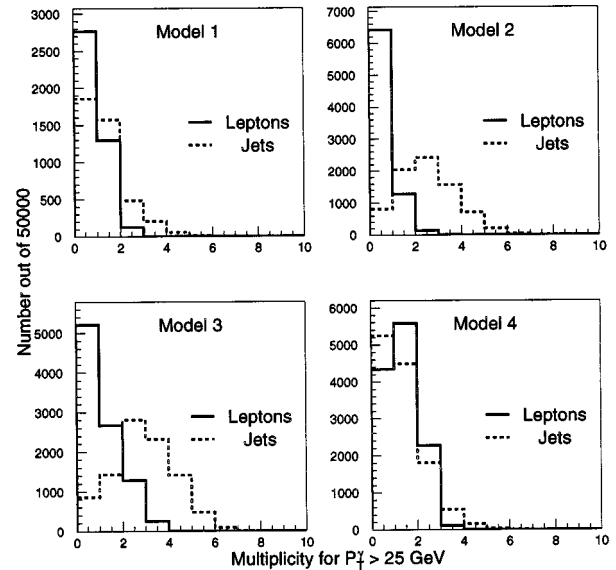 Number out of 50000
Model 1
3000
2500
2000
1500
1000
500
0
Leptons
Jets
0 2 4 6 8 10
Model 2
7000
6000
5000
4000
3000
2000
1000
0
Leptons
Jets
0 2 4 6 8 10
Model 3
5000
4000
3000
2000
1000
0
Leptons
Jets
0 2 4 6 8 10
Model 4
6000
5000
4000
3000
2000
1000
0
Leptons
Jets
0 2 4 6 8 10
Multiplicity for P_T^γ > 25 GeV